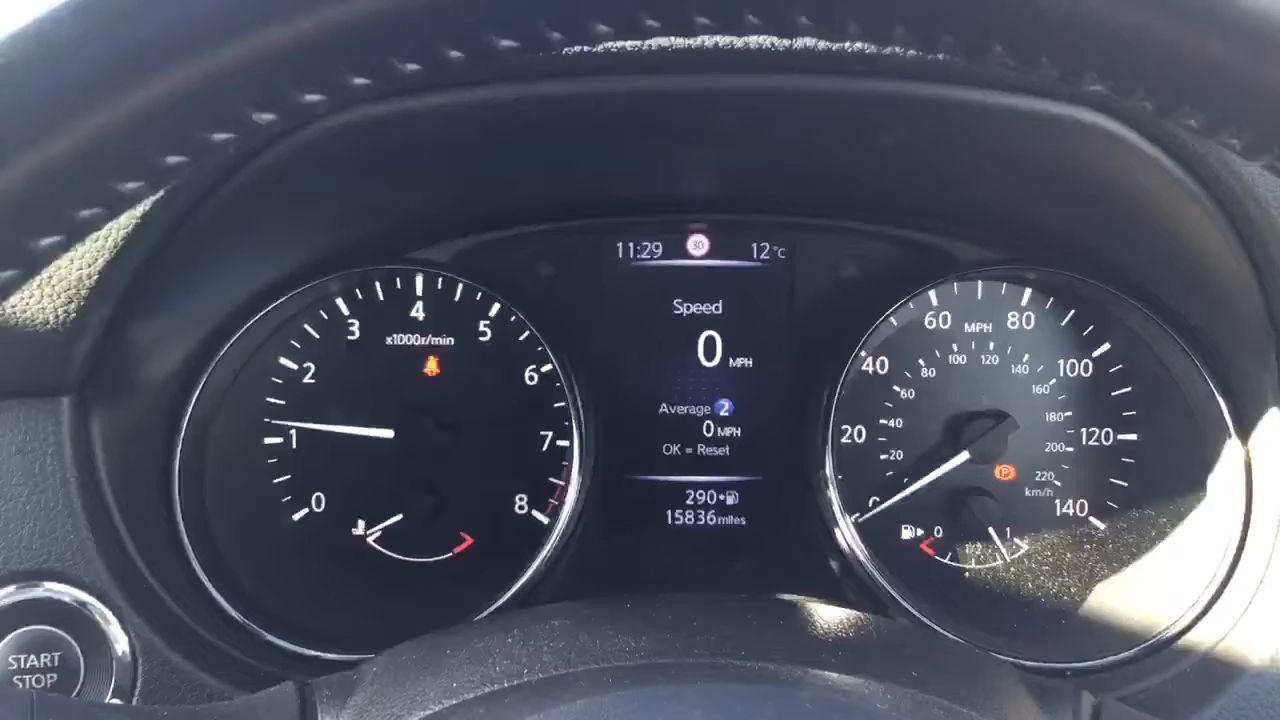 11:29 30 12°C
Speed
0 MPH
Average 2
0 MPH
OK = Reset
290
15836 miles
0
1
2
3
4
5
6
7
8
x1000r/min
20
40
60
80
100
120
140
MPH
20
40
60
80
100
120
140
160
180
200
220
km/h
P
0
1/2
1
START
STOP